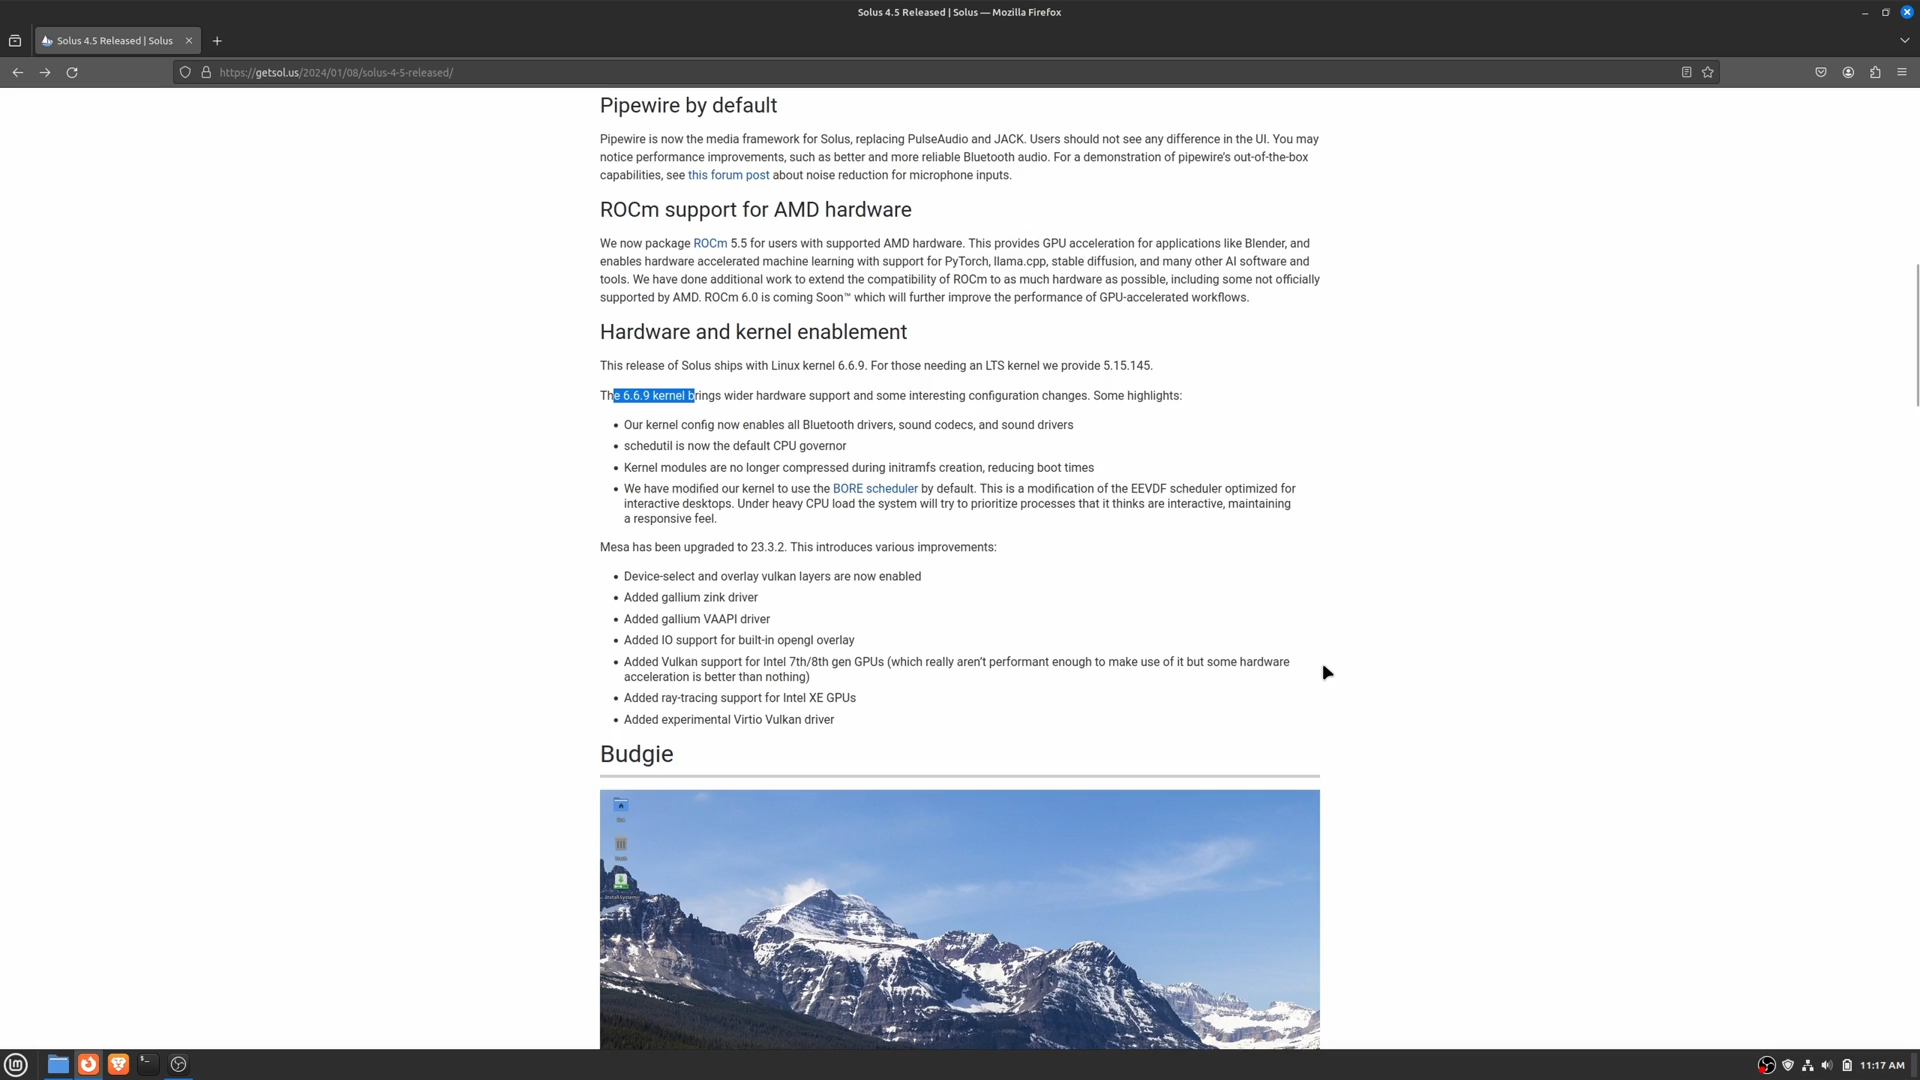 Solus 4.5 Released | Solus — Mozilla Firefox
Solus 4.5 Released | Solus
https://getsol.us/2024/01/08/solus-4-5-released/
Pipewire by default
Pipewire is now the media framework for Solus, replacing PulseAudio and JACK. Users should not see any difference in the UI. You may
notice performance improvements, such as better and more reliable Bluetooth audio. For a demonstration of pipewire's out-of-the-box
capabilities, see this forum post about noise reduction for microphone inputs.
ROCm support for AMD hardware
We now package ROCm 5.5 for users with supported AMD hardware. This provides GPU acceleration for applications like Blender, and
enables hardware accelerated machine learning with support for PyTorch, llama.cpp, stable diffusion, and many other AI software and
tools. We have done additional work to extend the compatibility of ROCm to as much hardware as possible, including some not officially
supported by AMD. ROCm 6.0 is coming Soon™ which will further improve the performance of GPU-accelerated workflows.
Hardware and kernel enablement
This release of Solus ships with Linux kernel 6.6.9. For those needing an LTS kernel we provide 5.15.145.
The 6.6.9 kernel brings wider hardware support and some interesting configuration changes. Some highlights:
• Our kernel config now enables all Bluetooth drivers, sound codecs, and sound drivers
• schedutil is now the default CPU governor
• Kernel modules are no longer compressed during initramfs creation, reducing boot times
• We have modified our kernel to use the BORE scheduler by default. This is a modification of the EEVDF scheduler optimized for
interactive desktops. Under heavy CPU load the system will try to prioritize processes that it thinks are interactive, maintaining
a responsive feel.
Mesa has been upgraded to 23.3.2. This introduces various improvements:
• Device-select and overlay vulkan layers are now enabled
• Added gallium zink driver
• Added gallium VAAPI driver
• Added IO support for built-in opengl overlay
• Added Vulkan support for Intel 7th/8th gen GPUs (which really aren't performant enough to make use of it but some hardware
acceleration is better than nothing)
• Added ray-tracing support for Intel XE GPUs
• Added experimental Virtio Vulkan driver
Budgie
11:17 AM